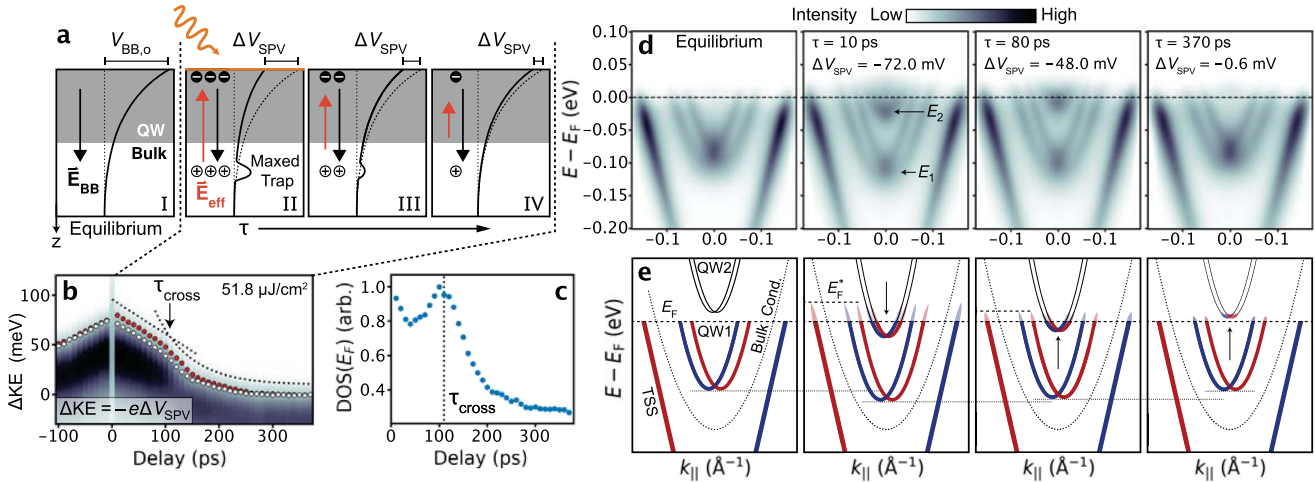 a
V_BB,o
ΔV_SPV
ΔV_SPV
ΔV_SPV
QW
Bulk
E⃗_BB
E⃗_eff
Maxed
Trap
I
II
III
IV
z
Equilibrium
τ
b
τ_cross
51.8 μJ/cm²
ΔKE (meV)
100
50
0
ΔKE = −eΔV_SPV
−100
0
100
200
300
Delay (ps)
c
DOS(E_F) (arb.)
1.0
0.8
0.6
0.4
τ_cross
0
100
200
300
Delay (ps)
Intensity Low High
d
E − E_F (eV)
0.10
0.05
0.00
−0.05
−0.10
−0.15
−0.20
Equilibrium
τ = 10 ps
ΔV_SPV = −72.0 mV
E_2
E_1
τ = 80 ps
ΔV_SPV = −48.0 mV
τ = 370 ps
ΔV_SPV = −0.6 mV
−0.1 0.0 −0.1
−0.1 0.0 −0.1
−0.1 0.0 −0.1
−0.1 0.0 −0.1
e
E − E_F (eV)
QW2
E_F
QW1
Bulk Cond.
TSS
E_F*
k_|| (Å⁻¹)
k_|| (Å⁻¹)
k_|| (Å⁻¹)
k_|| (Å⁻¹)